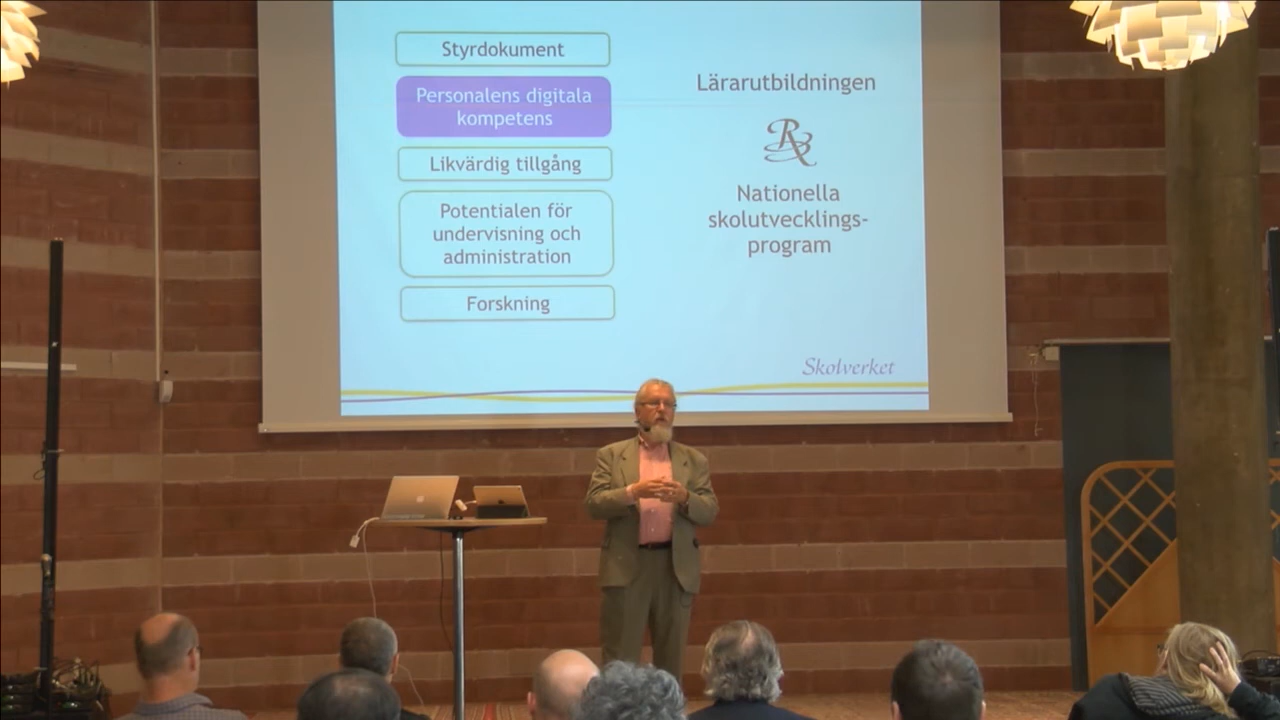 Styrdokument
Personalens digitala
kompetens
Likvärdig tillgång
Potentialen för
undervisning och
administration
Forskning
Lärarutbildningen
R
Nationella
skolutvecklings-
program
Skolverket